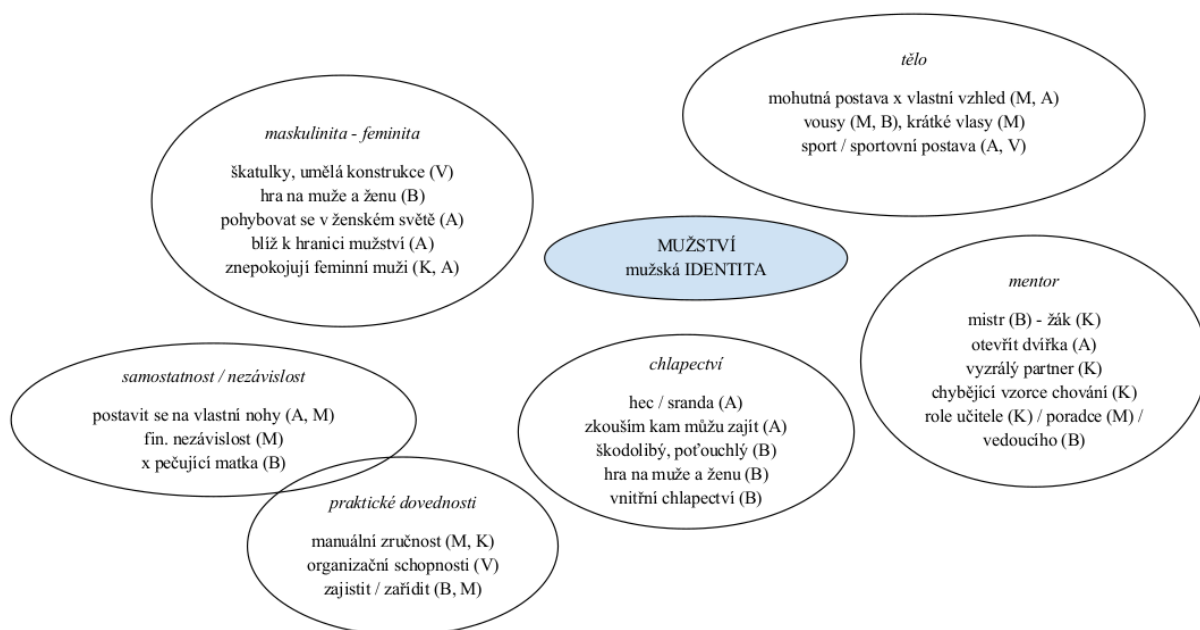 tělo
mohutná postava x vlastní vzhled (M, A)
vousy (M, B), krátké vlasy (M)
sport / sportovní postava (A, V)
maskulinita - feminita
škatulky, umělá konstrukce (V)
hra na muže a ženu (B)
pohybovat se v ženském světě (A)
blíž k hranici mužství (A)
znepokojují feminní muži (K, A)
MUŽSTVÍ
mužská IDENTITA
mentor
mistr (B) - žák (K)
otevřít dvířka (A)
vyzrálý partner (K)
chybějící vzorce chování (K)
role učitele (K) / poradce (M) /
vedoucího (B)
chlapectví
hec / sranda (A)
zkouším kam můžu zajít (A)
škodolibý, poťouchlý (B)
hra na muže a ženu (B)
vnitřní chlapectví (B)
samostatnost / nezávislost
postavit se na vlastní nohy (A, M)
fin. nezávislost (M)
x pečující matka (B)
praktické dovednosti
manuální zručnost (M, K)
organizační schopnosti (V)
zajistit / zařídit (B, M)